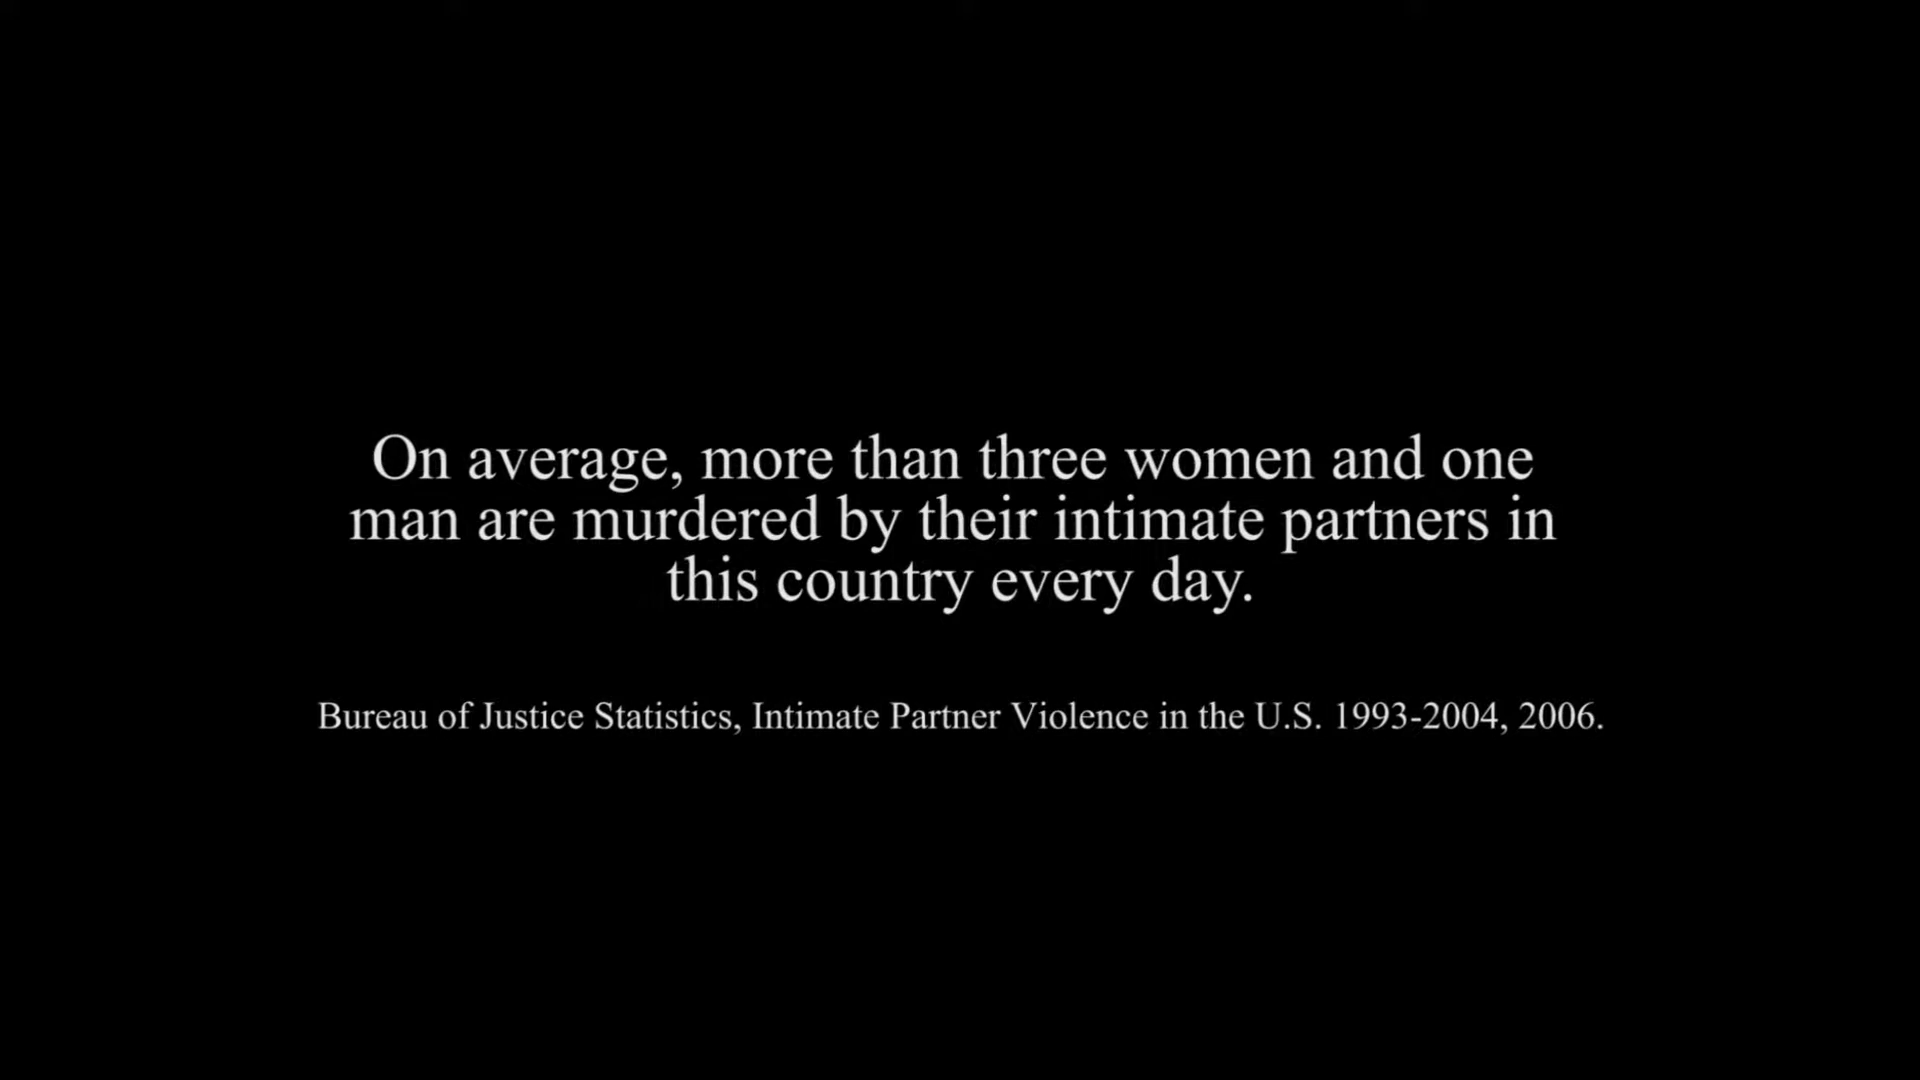 On average, more than three women and one
man are murdered by their intimate partners in
this country every day.
Bureau of Justice Statistics, Intimate Partner Violence in the U.S. 1993-2004, 2006.